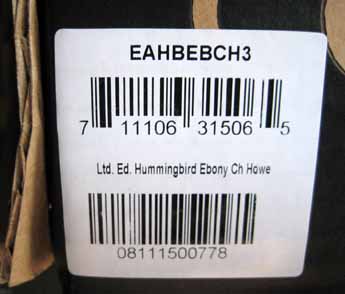 EAHBEBCH3
7 11106 31506 5
Ltd. Ed. Hummingbird Ebony Ch Howe
08111500778